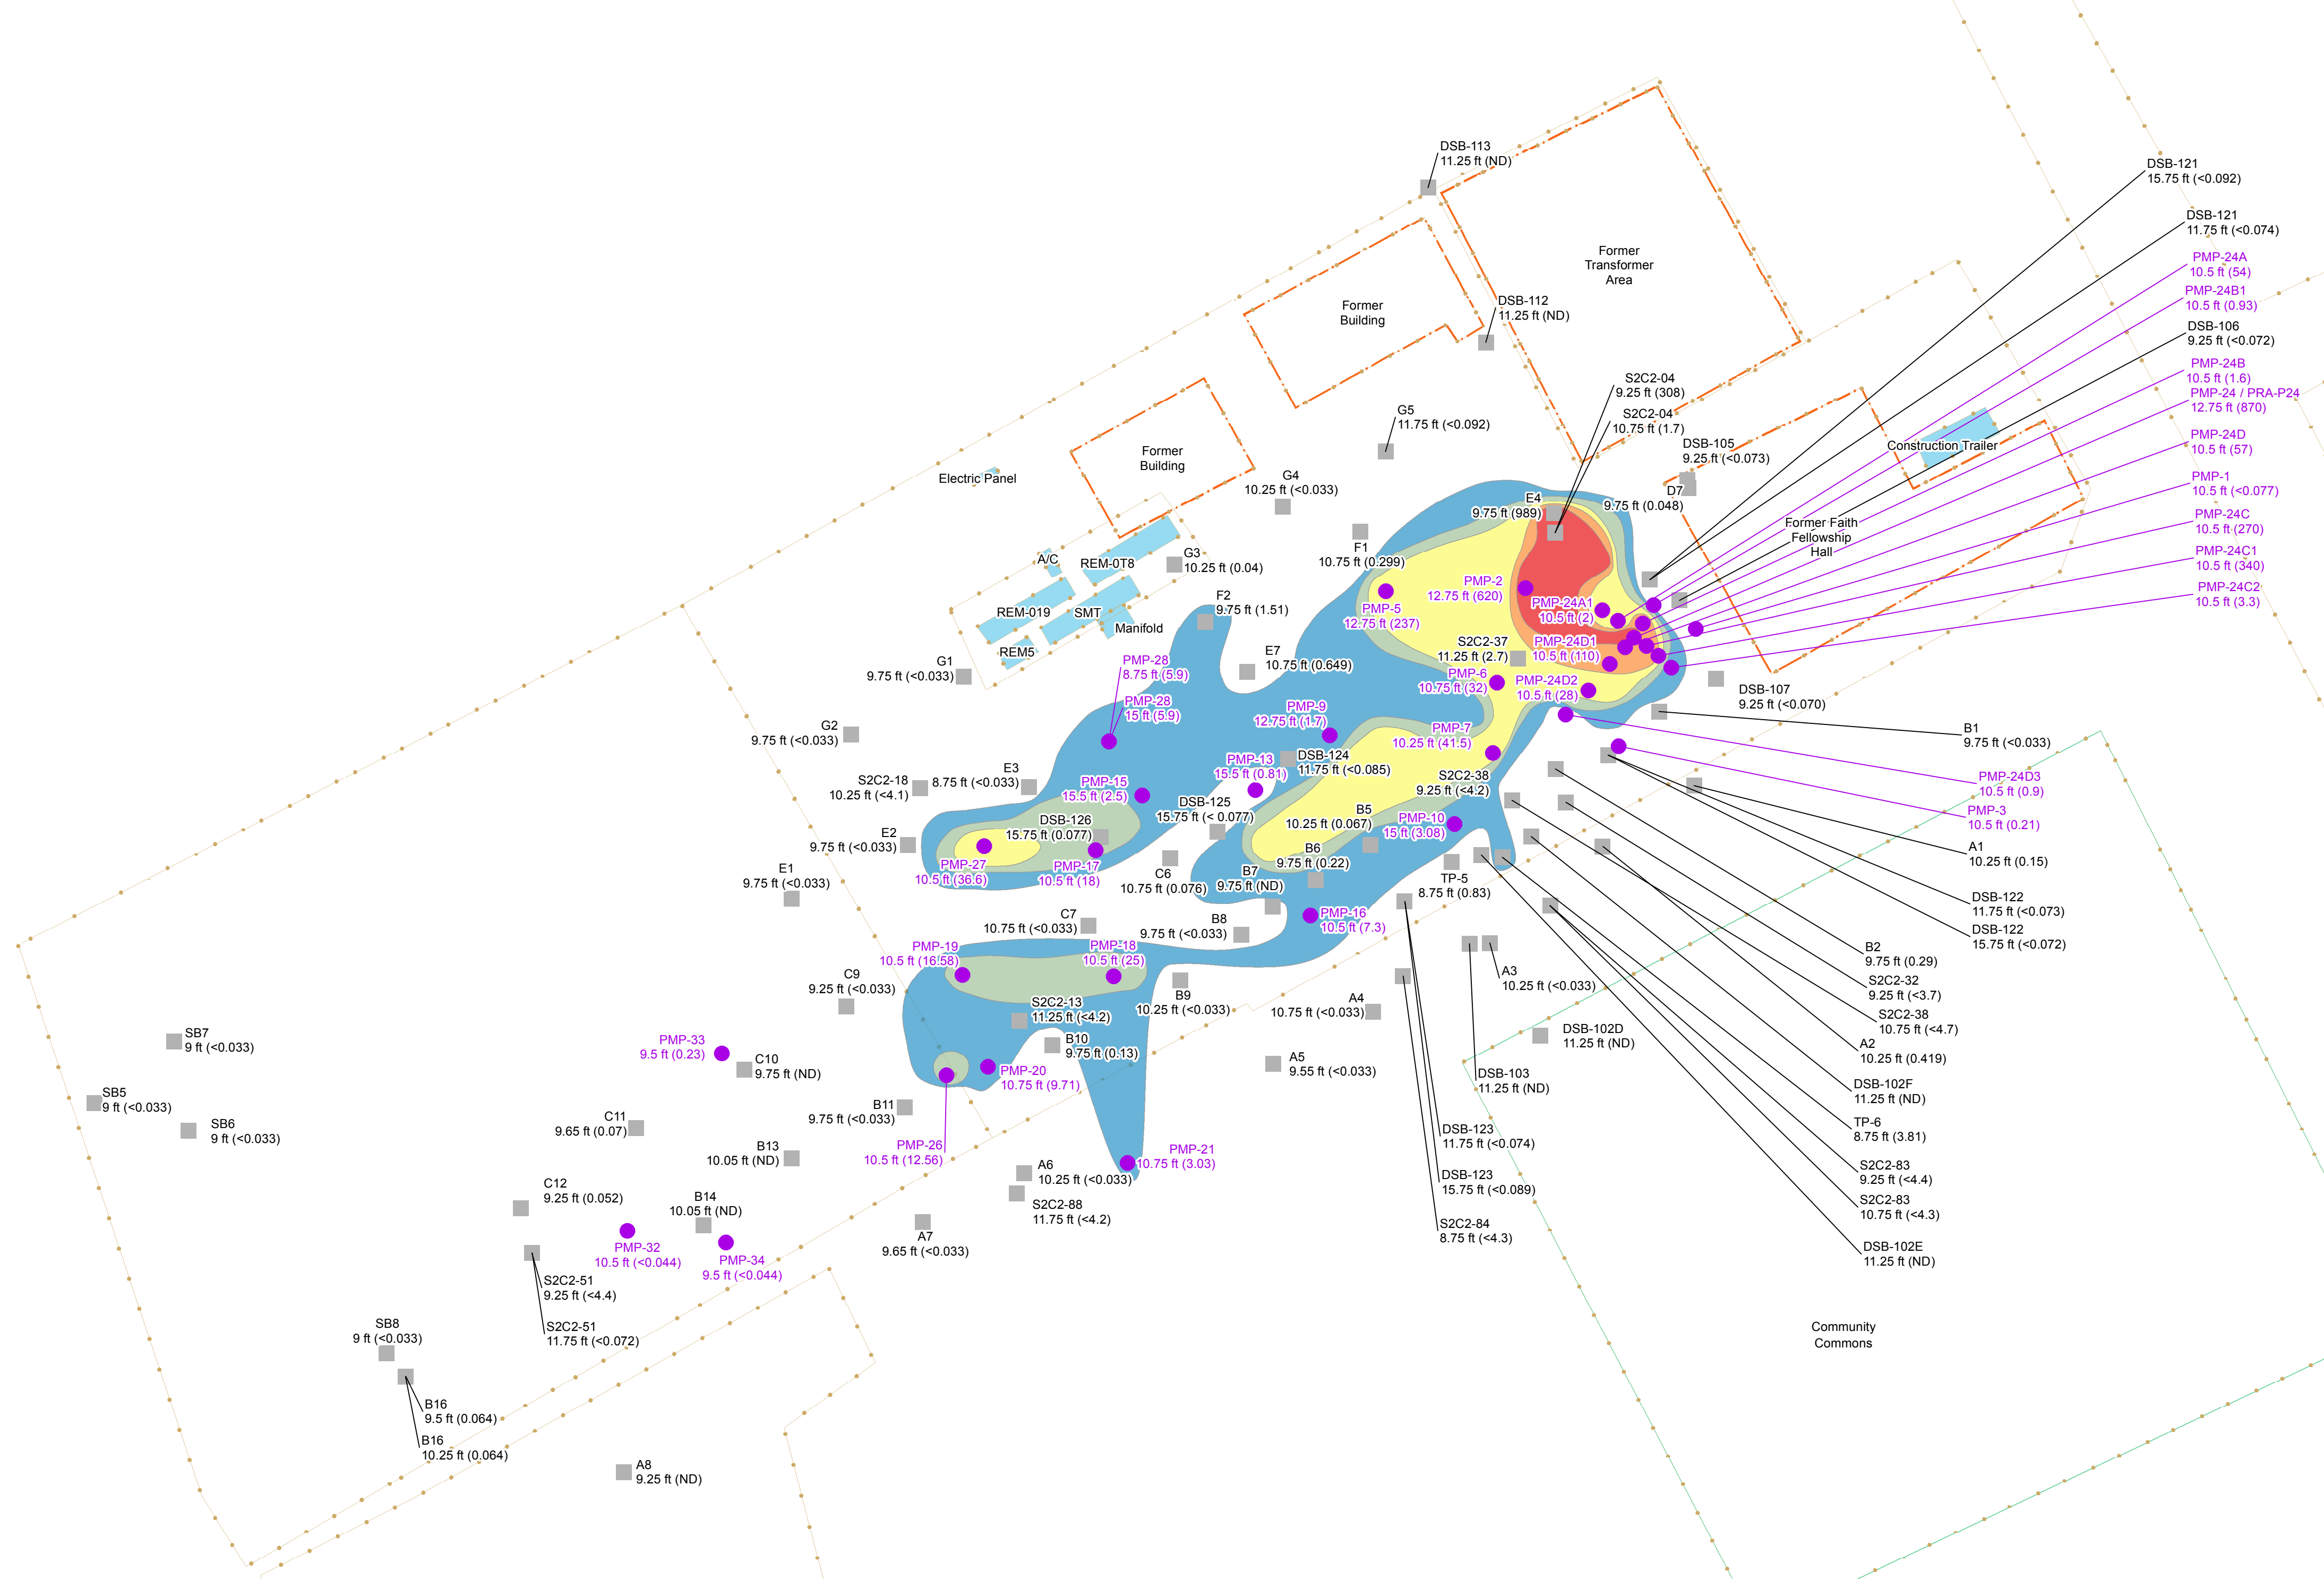 DSB-113
11.25 ft (ND)
DSB-121
15.75 ft (<0.092)
DSB-121
11.75 ft (<0.074)
Former
Transformer
Area
PMP-24A
10.5 ft (54)
PMP-24B1
10.5 ft (0.93)
DSB-112
11.25 ft (ND)
Former
Building
DSB-106
9.25 ft (<0.072)
PMP-24B
10.5 ft (1.6)
PMP-24 / PRA-P24
12.75 ft (870)
S2C2-04
9.25 ft (308)
S2C2-04
10.75 ft (1.7)
G5
11.75 ft (<0.092)
DSB-105
9.25 ft (<0.073)
Construction Trailer
PMP-24D
10.5 ft (57)
Former
Building
Electric Panel
G4
10.25 ft (<0.033)
PMP-1
10.5 ft (<0.077)
E4
9.75 ft (989)
D7
9.75 ft (0.048)
PMP-24C
10.5 ft (270)
Former Faith
Fellowship
Hall
F1
10.75 ft (0.299)
PMP-24C1
10.5 ft (340)
G3
10.25 ft (0.04)
A/C
REM-0T8
REM-019
SMT
Manifold
REM5
PMP-24C2
10.5 ft (3.3)
F2
9.75 ft (1.51)
PMP-2
12.75 ft (620)
PMP-5
12.75 ft (237)
PMP-24A1
10.5 ft (2)
PMP-24D1
10.5 ft (110)
S2C2-37
11.25 ft (2.7)
G1
9.75 ft (<0.033)
PMP-28
8.75 ft (5.9)
E7
10.75 ft (0.649)
PMP-6
10.75 ft (32)
PMP-24D2
10.5 ft (28)
DSB-107
9.25 ft (<0.070)
PMP-28
15 ft (5.9)
PMP-9
12.75 ft (1.7)
PMP-7
10.25 ft (41.5)
G2
9.75 ft (<0.033)
B1
9.75 ft (<0.033)
PMP-13
15.5 ft (0.81)
DSB-124
11.75 ft (<0.085)
S2C2-38
9.25 ft (<4.2)
S2C2-18
10.25 ft (<4.1)
E3
8.75 ft (<0.033)
PMP-15
15.5 ft (2.5)
PMP-24D3
10.5 ft (0.9)
PMP-3
10.5 ft (0.21)
DSB-125
15.75 ft (< 0.077)
B5
10.25 ft (0.067)
PMP-10
15 ft (3.08)
DSB-126
15.75 ft (0.077)
E2
9.75 ft (<0.033)
A1
10.25 ft (0.15)
PMP-27
10.5 ft (36.6)
PMP-17
10.5 ft (18)
C6
10.75 ft (0.076)
B6
9.75 ft (0.22)
B7
9.75 ft (ND)
TP-5
8.75 ft (0.83)
E1
9.75 ft (<0.033)
DSB-122
11.75 ft (<0.073)
DSB-122
15.75 ft (<0.072)
C7
10.75 ft (<0.033)
B8
9.75 ft (<0.033)
PMP-16
10.5 ft (7.3)
PMP-19
10.5 ft (16.58)
PMP-18
10.5 ft (25)
B2
9.75 ft (0.29)
S2C2-32
9.25 ft (<3.7)
C9
9.25 ft (<0.033)
B9
10.25 ft (<0.033)
A3
10.25 ft (<0.033)
A4
10.75 ft (<0.033)
S2C2-13
11.25 ft (<4.2)
S2C2-38
10.75 ft (<4.7)
DSB-102D
11.25 ft (ND)
SB7
9 ft (<0.033)
PMP-33
9.5 ft (0.23)
C10
9.75 ft (ND)
B10
9.75 ft (0.13)
A2
10.25 ft (0.419)
A5
9.55 ft (<0.033)
PMP-20
10.75 ft (9.71)
DSB-103
11.25 ft (ND)
DSB-102F
11.25 ft (ND)
SB5
9 ft (<0.033)
SB6
9 ft (<0.033)
C11
9.65 ft (0.07)
B11
9.75 ft (<0.033)
TP-6
8.75 ft (3.81)
DSB-123
11.75 ft (<0.074)
B13
10.05 ft (ND)
PMP-26
10.5 ft (12.56)
PMP-21
10.75 ft (3.03)
S2C2-83
9.25 ft (<4.4)
DSB-123
15.75 ft (<0.089)
A6
10.25 ft (<0.033)
C12
9.25 ft (0.052)
B14
10.05 ft (ND)
S2C2-88
11.75 ft (<4.2)
S2C2-83
10.75 ft (<4.3)
S2C2-84
8.75 ft (<4.3)
A7
9.65 ft (<0.033)
PMP-32
10.5 ft (<0.044)
PMP-34
9.5 ft (<0.044)
DSB-102E
11.25 ft (ND)
S2C2-51
9.25 ft (<4.4)
S2C2-51
11.75 ft (<0.072)
SB8
9 ft (<0.033)
Community
Commons
B16
9.5 ft (0.064)
B16
10.25 ft (0.064)
A8
9.25 ft (ND)